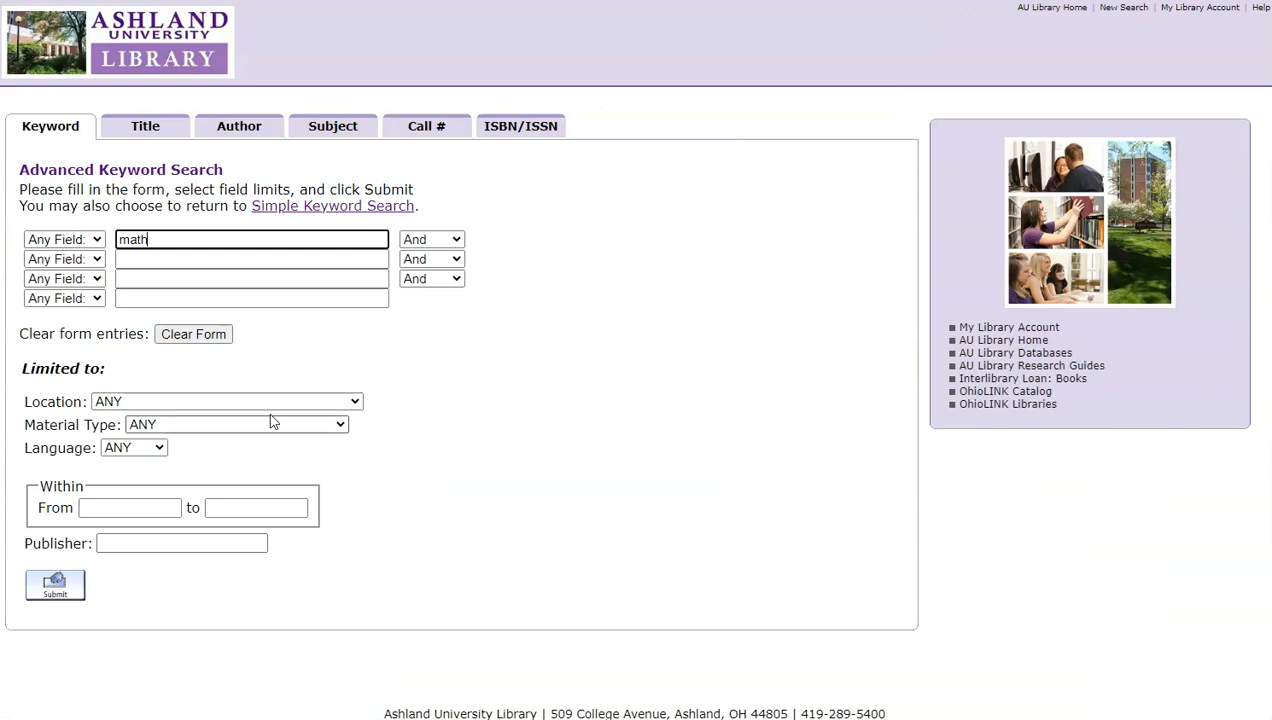 AU Library Home | New Search | My Library Account | Help
ASHLAND
UNIVERSITY
LIBRARY
Keyword Title Author Subject Call # ISBN/ISSN
Advanced Keyword Search
Please fill in the form, select field limits, and click Submit
You may also choose to return to Simple Keyword Search.
Any Field: math And
Any Field: And
Any Field: And
Any Field:
Clear form entries: Clear Form
Limited to:
Location: ANY
Material Type: ANY
Language: ANY
Within
From to
Publisher:
Submit
My Library Account
AU Library Home
AU Library Databases
AU Library Research Guides
Interlibrary Loan: Books
OhioLINK Catalog
OhioLINK Libraries
Ashland University Library | 509 College Avenue, Ashland, OH 44805 | 419-289-5400